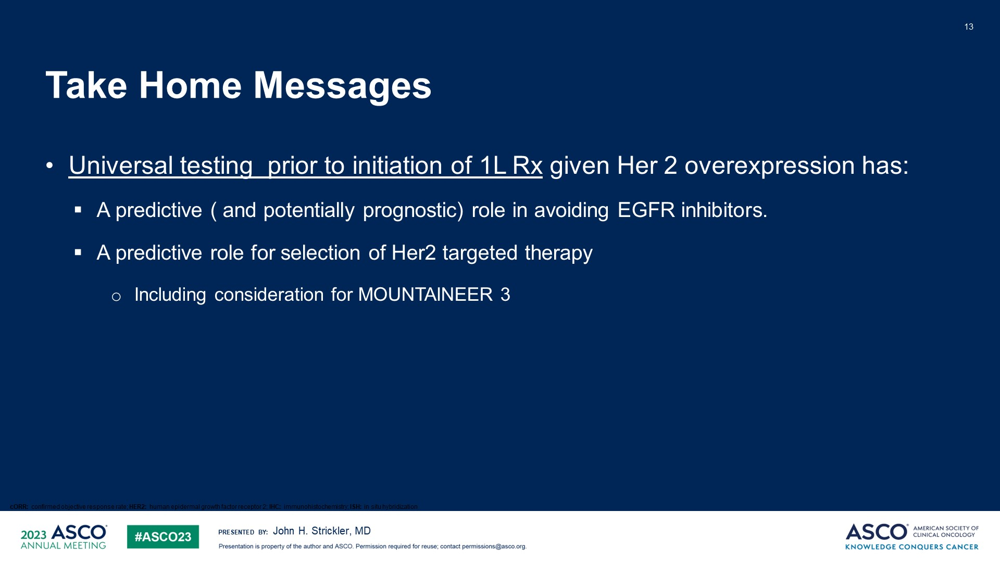 13
Take Home Messages
• Universal testing  prior to initiation of 1L Rx given Her 2 overexpression has:
▪ A predictive ( and potentially prognostic) role in avoiding EGFR inhibitors.
▪ A predictive role for selection of Her2 targeted therapy
o Including consideration for MOUNTAINEER 3
cORR: confirmed objective response rate; HER2: human epidermal growth factor receptor 2; IHC: immunohistochemistry; ISH: in situ hybridization
2023 ASCO®
ANNUAL MEETING
#ASCO23
PRESENTED BY: John H. Strickler, MD
Presentation is property of the author and ASCO. Permission required for reuse; contact permissions@asco.org.
ASCO® AMERICAN SOCIETY OF
CLINICAL ONCOLOGY
KNOWLEDGE CONQUERS CANCER